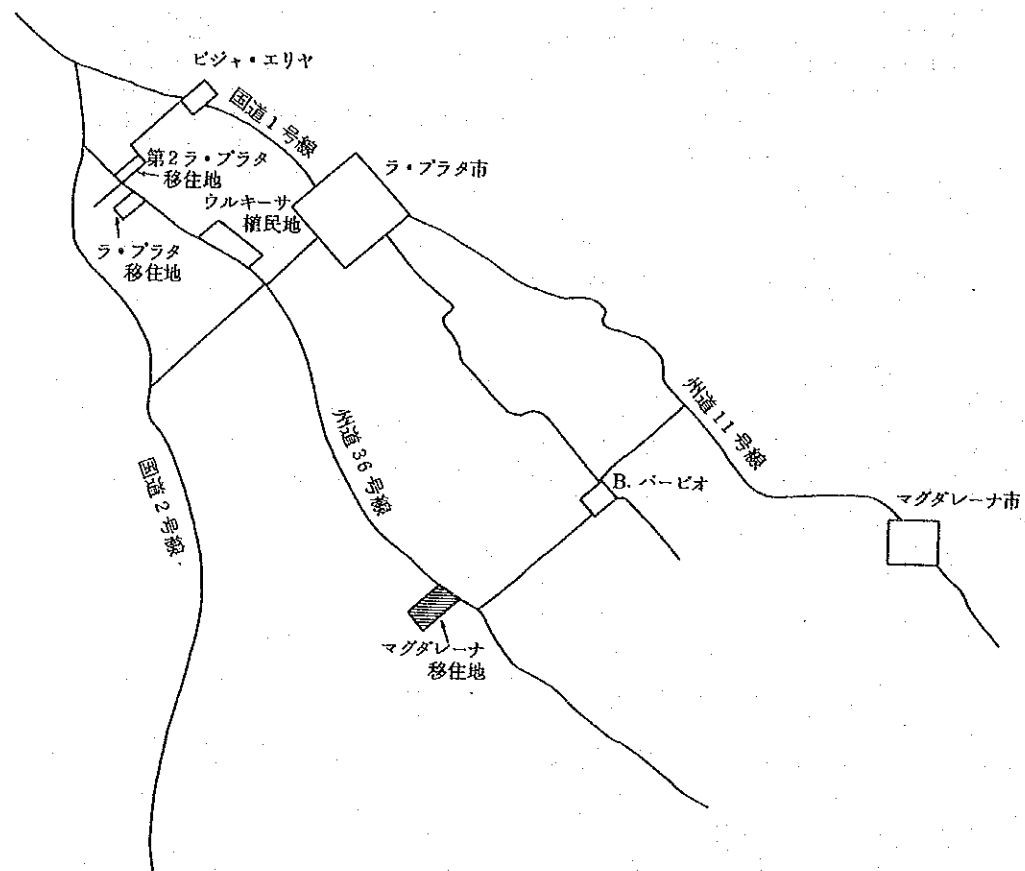 ビジャ・エリヤ
国道1号線
第2ラ・プラタ
移住地
ラ・プラタ市
ウルキーサ
植民地
ラ・プラタ
移住地
州道11号線
州道36号線
国道2号線
B. バービオ
マグダレーナ市
マグダレーナ
移住地